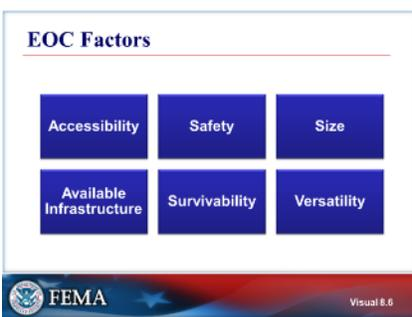 EOC Factors
Accessibility
Safety
Size
Available
Infrastructure
Survivability
Versatility
FEMA
Visual 8.6